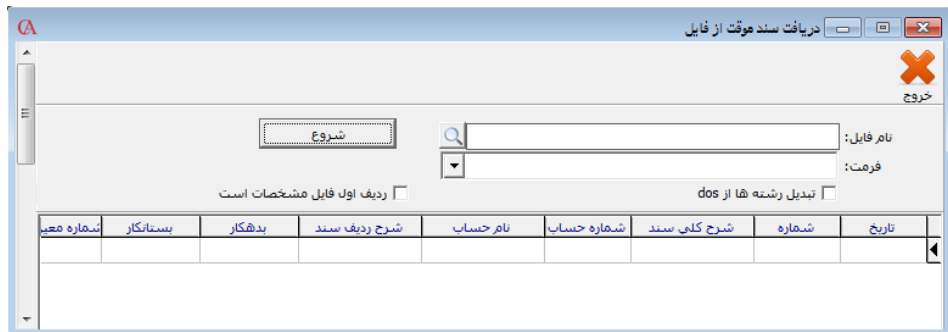 دریافت سند موقت از فایل
خروج
نام فایل:
شروع
فرمت:
تبدیل رشته ها از dos
ردیف اول فایل مشخصات است
تاریخ شماره شرح کلی سند شماره حساب نام حساب شرح ردیف سند بدهکار بستانکار شماره معین